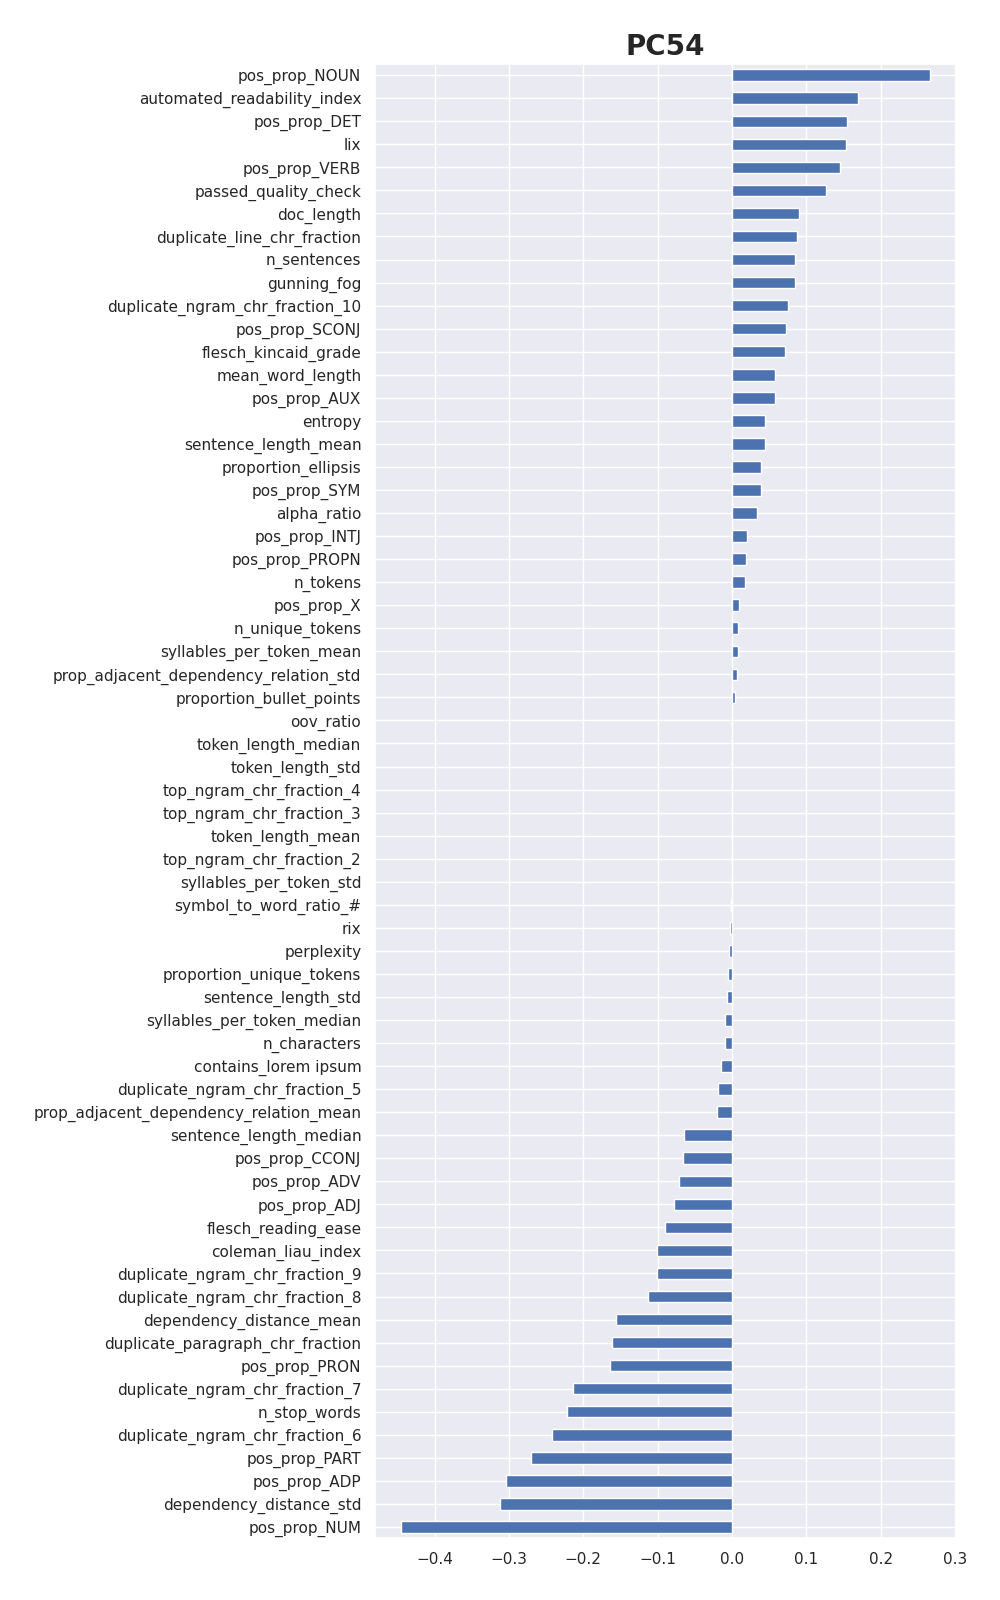 PC54
pos_prop_NOUN
automated_readability_index
pos_prop_DET
lix
pos_prop_VERB
passed_quality_check
doc_length
duplicate_line_chr_fraction
n_sentences
gunning_fog
duplicate_ngram_chr_fraction_10
pos_prop_SCONJ
flesch_kincaid_grade
mean_word_length
pos_prop_AUX
entropy
sentence_length_mean
proportion_ellipsis
pos_prop_SYM
alpha_ratio
pos_prop_INTJ
pos_prop_PROPN
n_tokens
pos_prop_X
n_unique_tokens
syllables_per_token_mean
prop_adjacent_dependency_relation_std
proportion_bullet_points
oov_ratio
token_length_median
token_length_std
top_ngram_chr_fraction_4
top_ngram_chr_fraction_3
token_length_mean
top_ngram_chr_fraction_2
syllables_per_token_std
symbol_to_word_ratio_#
rix
perplexity
proportion_unique_tokens
sentence_length_std
syllables_per_token_median
n_characters
contains_lorem ipsum
duplicate_ngram_chr_fraction_5
prop_adjacent_dependency_relation_mean
sentence_length_median
pos_prop_CCONJ
pos_prop_ADV
pos_prop_ADJ
flesch_reading_ease
coleman_liau_index
duplicate_ngram_chr_fraction_9
duplicate_ngram_chr_fraction_8
dependency_distance_mean
duplicate_paragraph_chr_fraction
pos_prop_PRON
duplicate_ngram_chr_fraction_7
n_stop_words
duplicate_ngram_chr_fraction_6
pos_prop_PART
pos_prop_ADP
dependency_distance_std
pos_prop_NUM
−0.4 −0.3 −0.2 −0.1 0.0 0.1 0.2 0.3